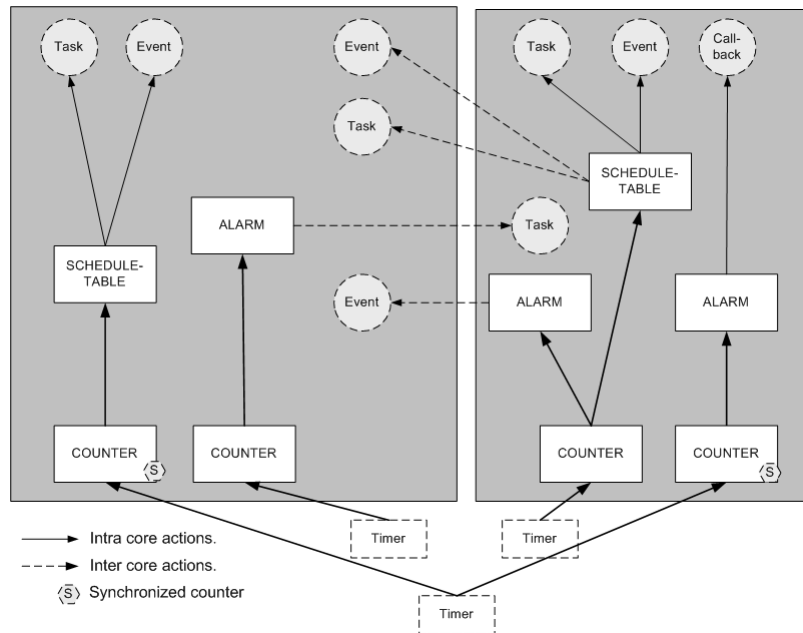 Task
Event
Event
Task
Event
Call-
back
Task
SCHEDULE-
TABLE
ALARM
Task
SCHEDULE-
TABLE
Event
ALARM
ALARM
COUNTER
S
COUNTER
COUNTER
COUNTER
S
Timer
Timer
Intra core actions.
Inter core actions.
S Synchronized counter
Timer